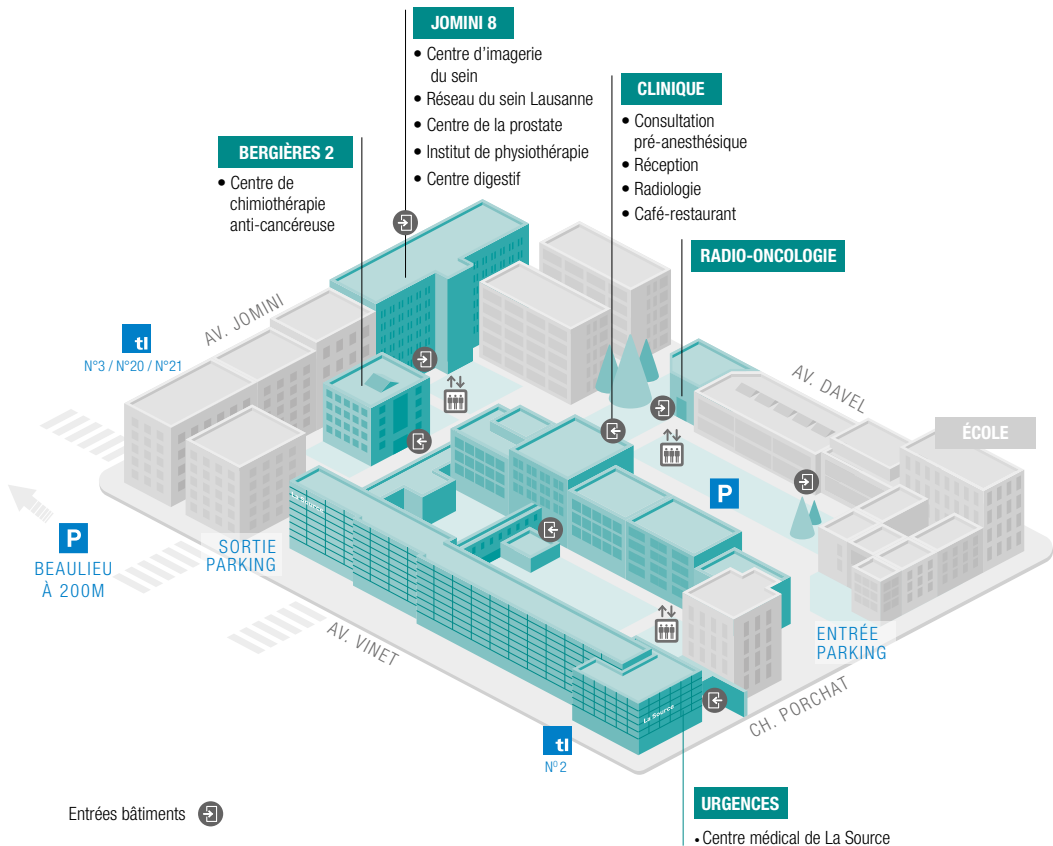 JOMINI 8
• Centre d'imagerie
du sein
• Réseau du sein Lausanne
• Centre de la prostate
• Institut de physiothérapie
• Centre digestif
CLINIQUE
• Consultation
pré-anesthésique
• Réception
• Radiologie
• Café-restaurant
BERGIÈRES 2
• Centre de
chimiothérapie
anti-cancéreuse
RADIO-ONCOLOGIE
AV. JOMINI
tl
N°3 / N°20 / N°21
AV. DAVEL
ÉCOLE
P
La Source
P
BEAULIEU
À 200M
SORTIE
PARKING
AV. VINET
ENTRÉE
PARKING
CH. PORCHAT
La Source
tl
N° 2
Entrées bâtiments
URGENCES
• Centre médical de La Source